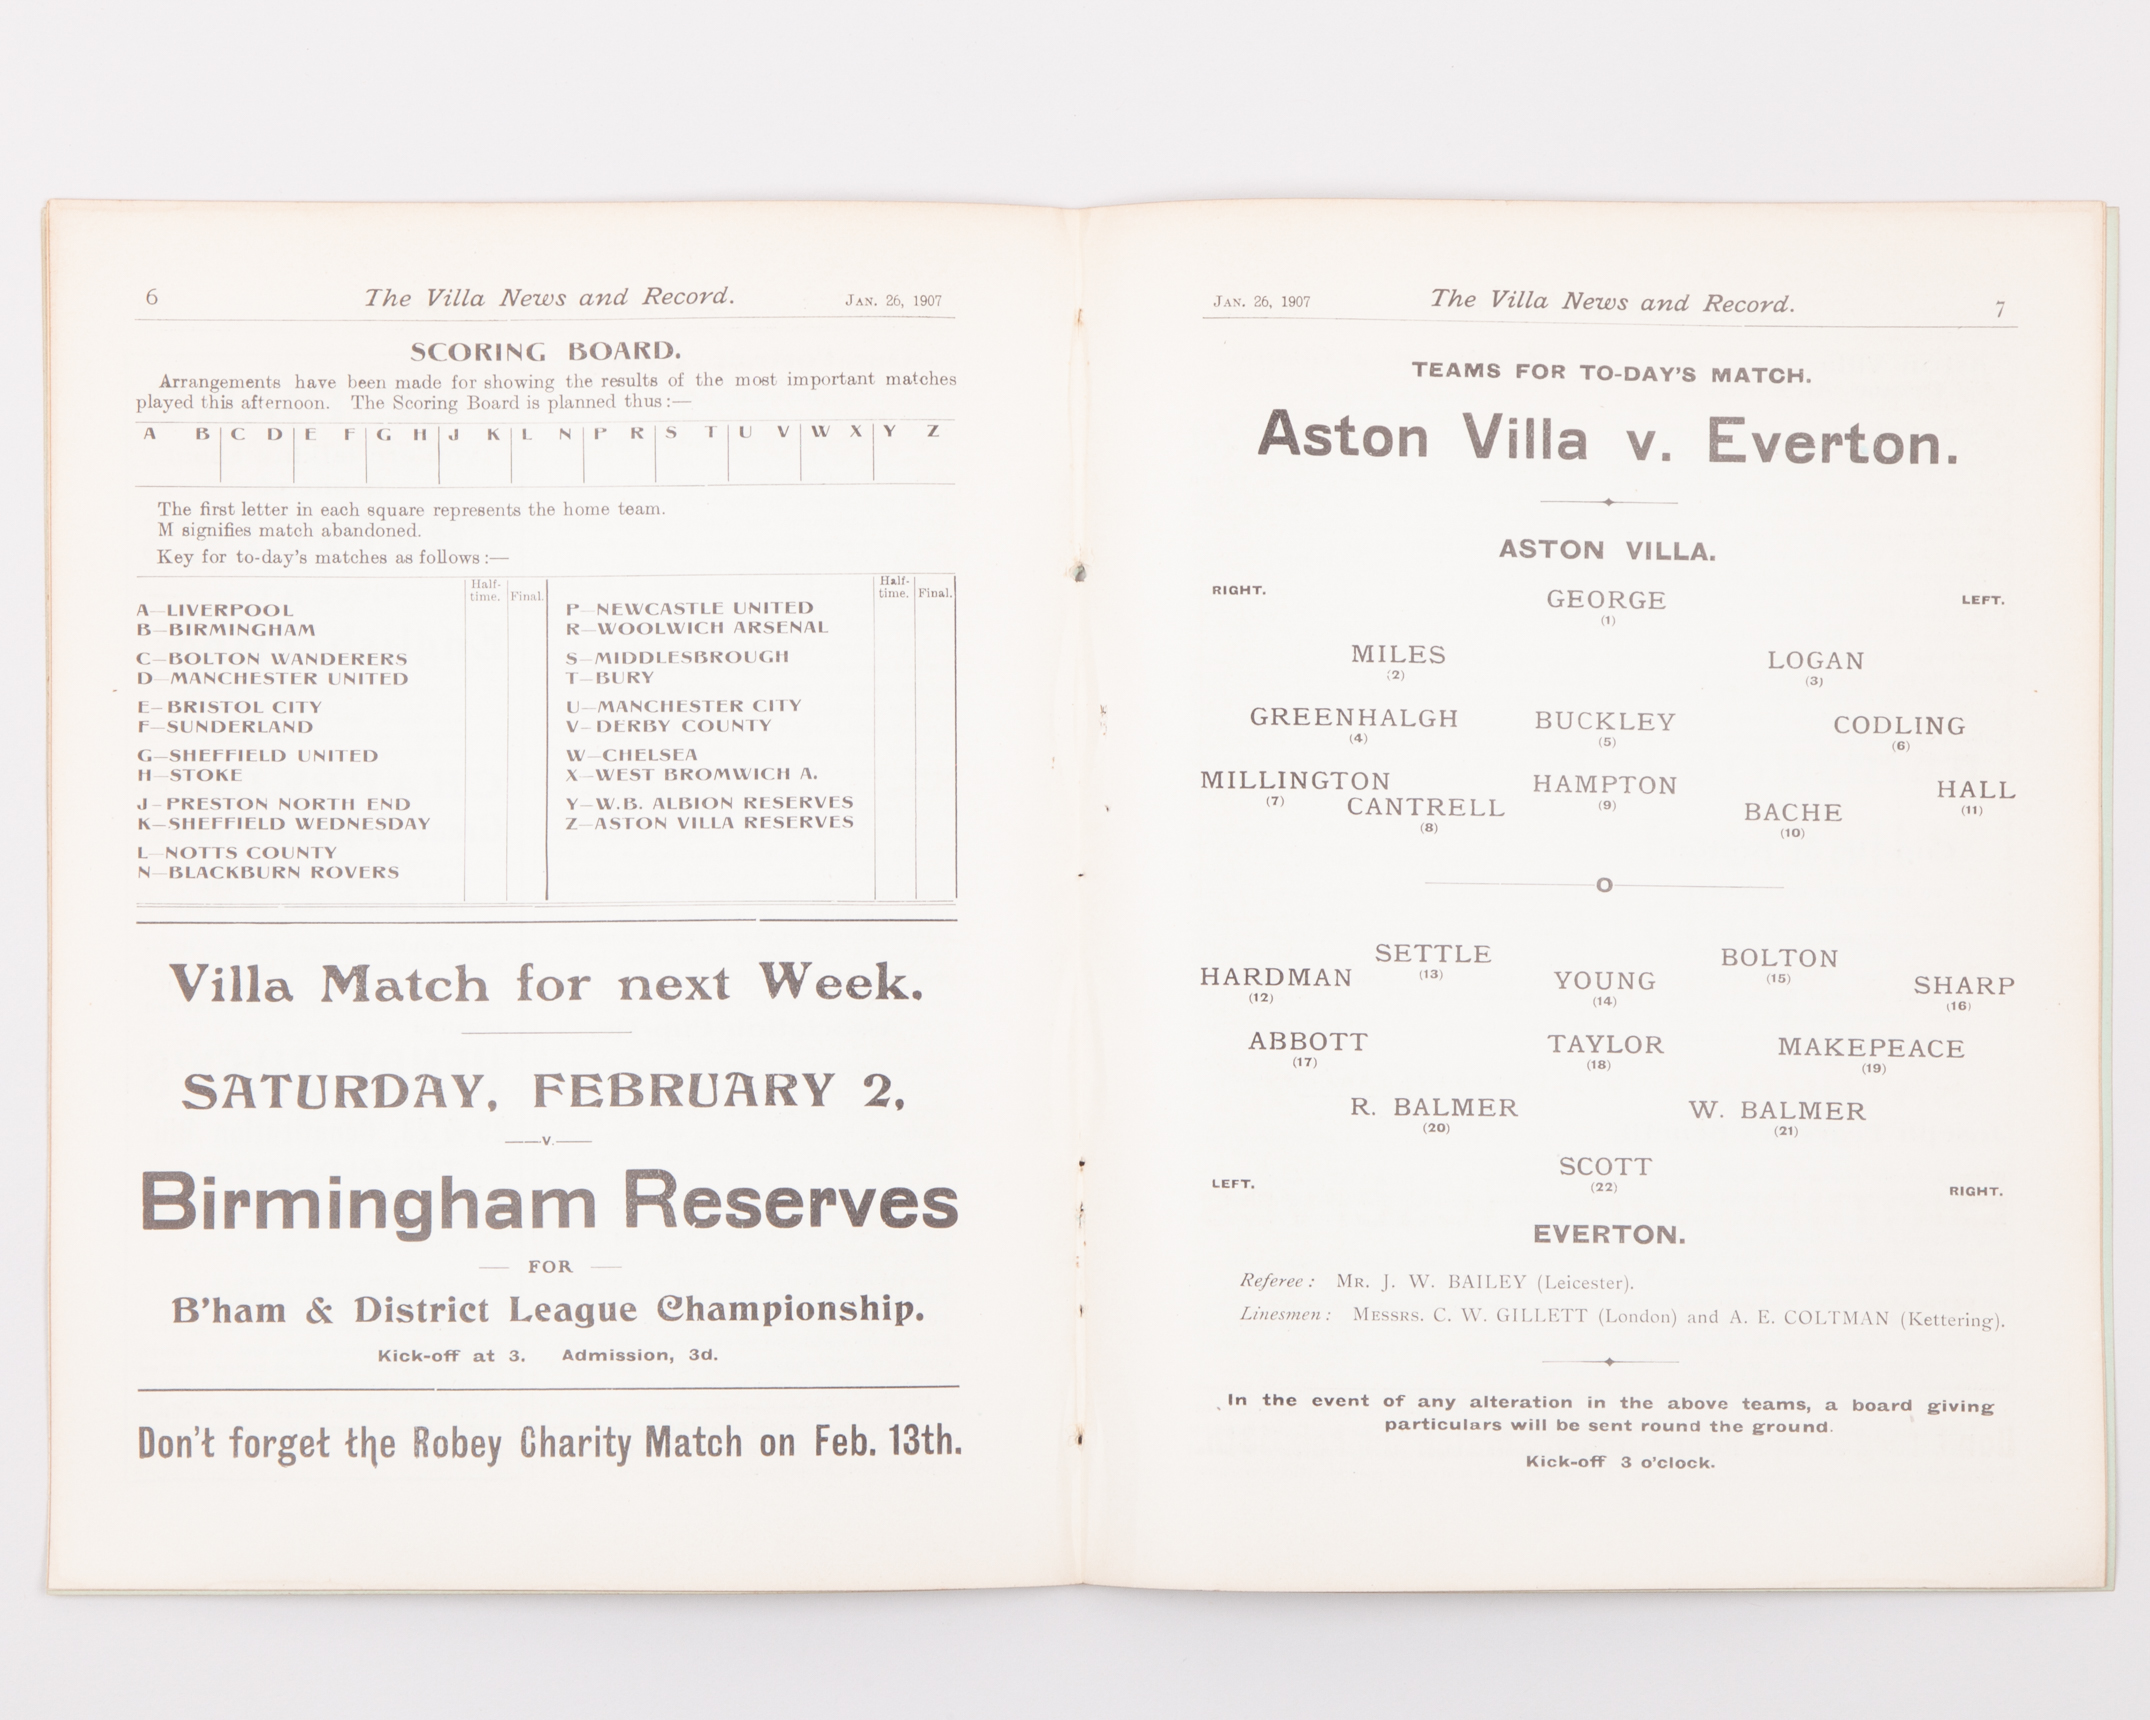 6 The Villa News and Record. JAN. 26, 1907
SCORING BOARD.
Arrangements have been made for showing the results of the most important matches
played this afternoon. The Scoring Board is planned thus:—
A B C D E F G H J K L N P R S T U V W X Y Z
The first letter in each square represents the home team.
M signifies match abandoned.
Key for to-day's matches as follows:—
Half-time. Final.
A—LIVERPOOL
B—BIRMINGHAM
C—BOLTON WANDERERS
D—MANCHESTER UNITED
E—BRISTOL CITY
F—SUNDERLAND
G—SHEFFIELD UNITED
H—STOKE
J—PRESTON NORTH END
K—SHEFFIELD WEDNESDAY
L—NOTTS COUNTY
N—BLACKBURN ROVERS
Half-time. Final.
P—NEWCASTLE UNITED
R—WOOLWICH ARSENAL
S—MIDDLESBROUGH
T—BURY
U—MANCHESTER CITY
V—DERBY COUNTY
W—CHELSEA
X—WEST BROMWICH A.
Y—W.B. ALBION RESERVES
Z—ASTON VILLA RESERVES
Villa Match for next Week.
SATURDAY, FEBRUARY 2,
—v.—
Birmingham Reserves
— FOR —
B'ham & District League Championship.
Kick-off at 3. Admission, 3d.
Don't forget the Robey Charity Match on Feb. 13th.
JAN. 26, 1907 The Villa News and Record. 7
TEAMS FOR TO-DAY'S MATCH.
Aston Villa v. Everton.
ASTON VILLA.
RIGHT. GEORGE LEFT.
(1)
MILES LOGAN
(2) (3)
GREENHALGH BUCKLEY CODLING
(4) (5) (6)
MILLINGTON HAMPTON HALL
(7) (9) (11)
CANTRELL BACHE
(8) (10)
SETTLE BOLTON
(13) (15)
HARDMAN YOUNG SHARP
(12) (14) (16)
ABBOTT TAYLOR MAKEPEACE
(17) (18) (19)
R. BALMER W. BALMER
(20) (21)
SCOTT
(22)
LEFT. RIGHT.
EVERTON.
Referee: MR. J. W. BAILEY (Leicester).
Linesmen: MESSRS. C. W. GILLETT (London) and A. E. COLTMAN (Kettering).
In the event of any alteration in the above teams, a board giving
particulars will be sent round the ground.
Kick-off 3 o'clock.